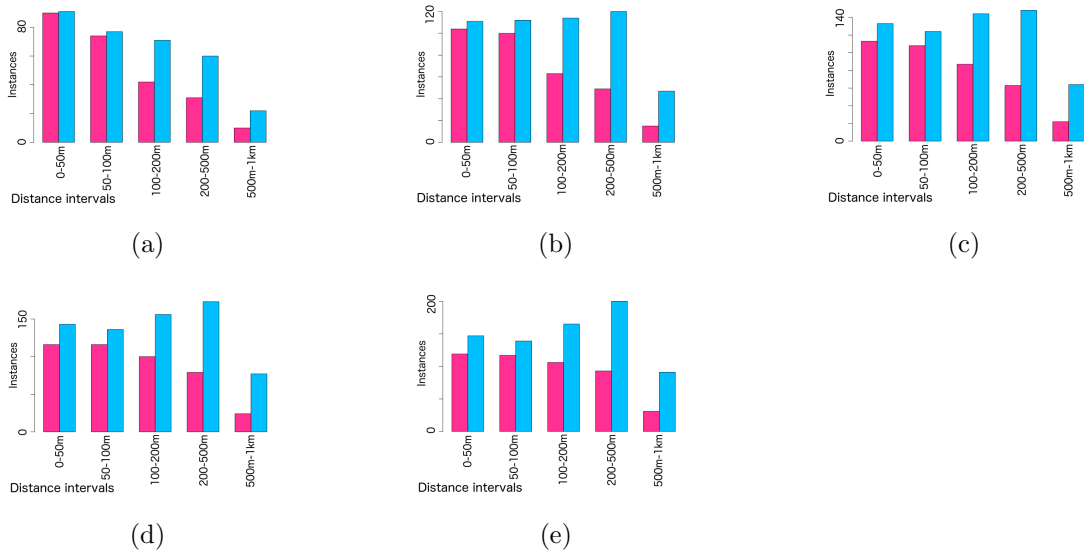 80
0
Instances
0-50m
50-100m
100-200m
200-500m
500m-1km
Distance intervals
(a)
120
0
Instances
0-50m
50-100m
100-200m
200-500m
500m-1km
Distance intervals
(b)
140
0
Instances
0-50m
50-100m
100-200m
200-500m
500m-1km
Distance intervals
(c)
150
0
Instances
0-50m
50-100m
100-200m
200-500m
500m-1km
Distance intervals
(d)
200
0
Instances
0-50m
50-100m
100-200m
200-500m
500m-1km
Distance intervals
(e)